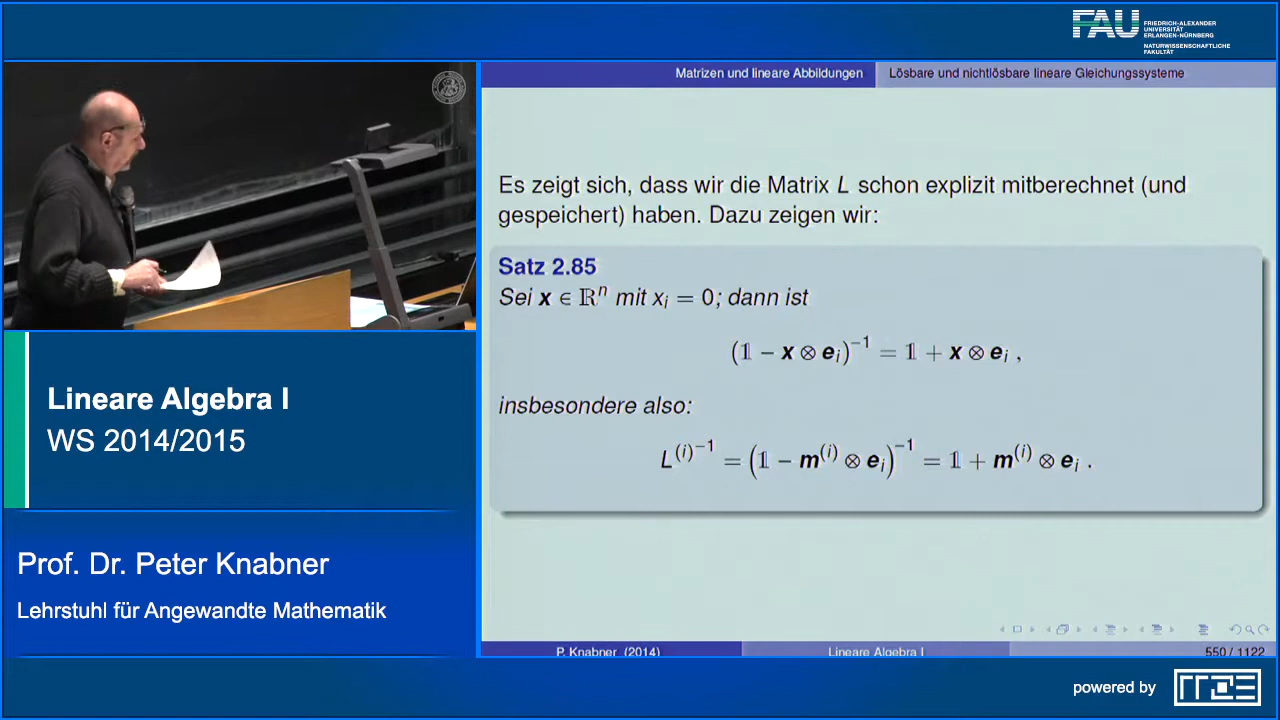 FAU
FRIEDRICH-ALEXANDER
UNIVERSITÄT
ERLANGEN-NÜRNBERG
NATURWISSENSCHAFTLICHE
FAKULTÄT
Matrizen und lineare Abbildungen
Lösbare und nichtlösbare lineare Gleichungssysteme
Es zeigt sich, dass wir die Matrix L schon explizit mitberechnet (und
gespeichert) haben. Dazu zeigen wir:
Satz 2.85
Sei x ∈ ℝⁿ mit xᵢ = 0; dann ist
(𝟙 − x ⊗ eᵢ)⁻¹ = 𝟙 + x ⊗ eᵢ ,
insbesondere also:
L⁽ⁱ⁾⁻¹ = (𝟙 − m⁽ⁱ⁾ ⊗ eᵢ)⁻¹ = 𝟙 + m⁽ⁱ⁾ ⊗ eᵢ .
P. Knabner (2014)
Lineare Algebra I
550 / 1122
Lineare Algebra I
WS 2014/2015
Prof. Dr. Peter Knabner
Lehrstuhl für Angewandte Mathematik
powered by
RRZE